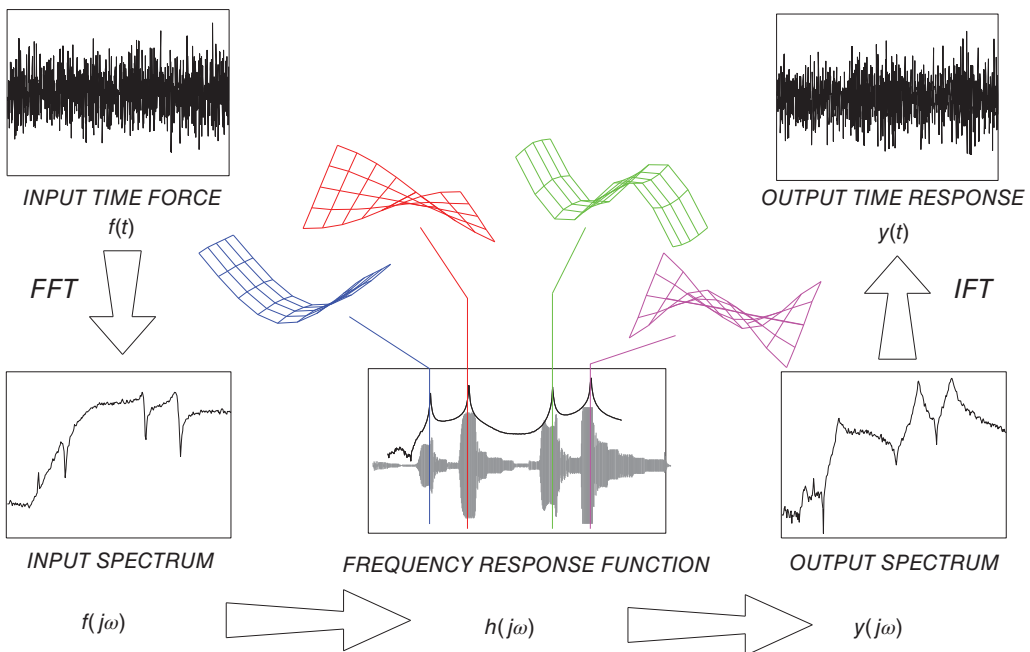 INPUT TIME FORCE
f(t)
OUTPUT TIME RESPONSE
y(t)
FFT
IFT
INPUT SPECTRUM
FREQUENCY RESPONSE FUNCTION
OUTPUT SPECTRUM
f(jω)
h(jω)
y(jω)